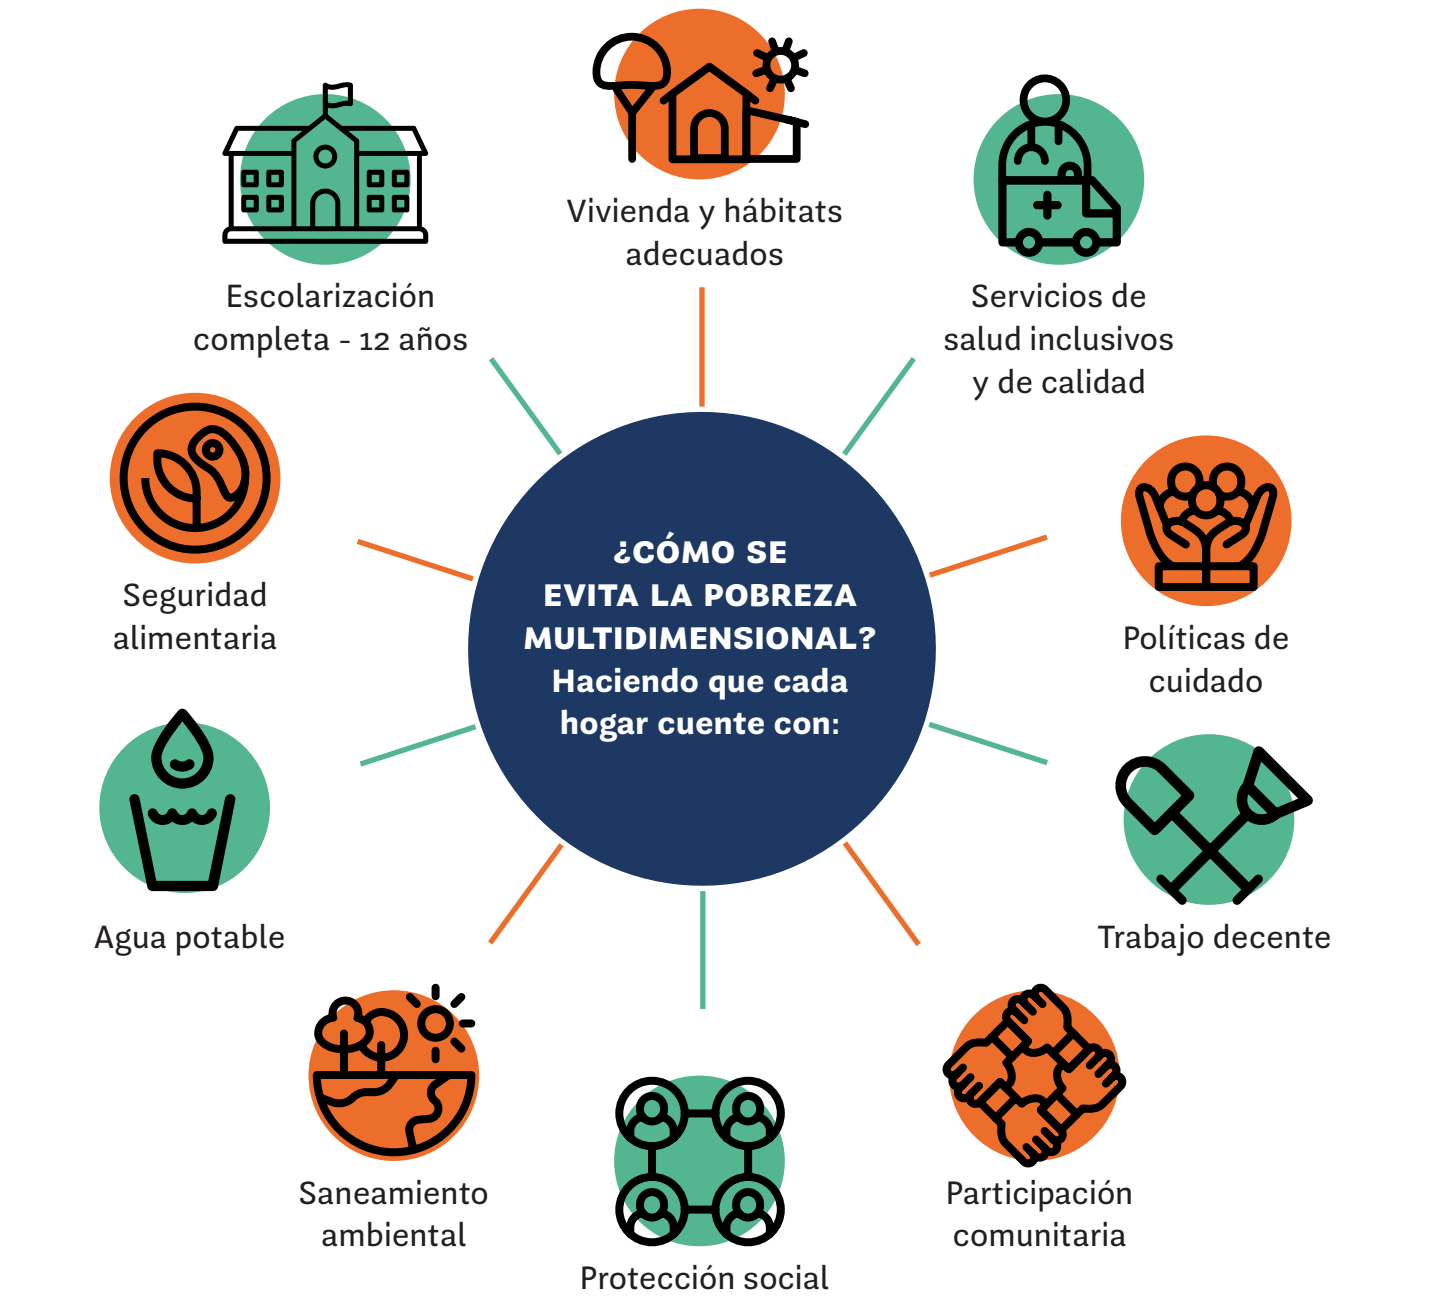 Vivienda y hábitats
adecuados
Escolarización
completa - 12 años
Servicios de
salud inclusivos
y de calidad
¿CÓMO SE
EVITA LA POBREZA
MULTIDIMENSIONAL?
Haciendo que cada
hogar cuente con:
Seguridad
alimentaria
Políticas de
cuidado
Agua potable
Trabajo decente
Saneamiento
ambiental
Participación
comunitaria
Protección social